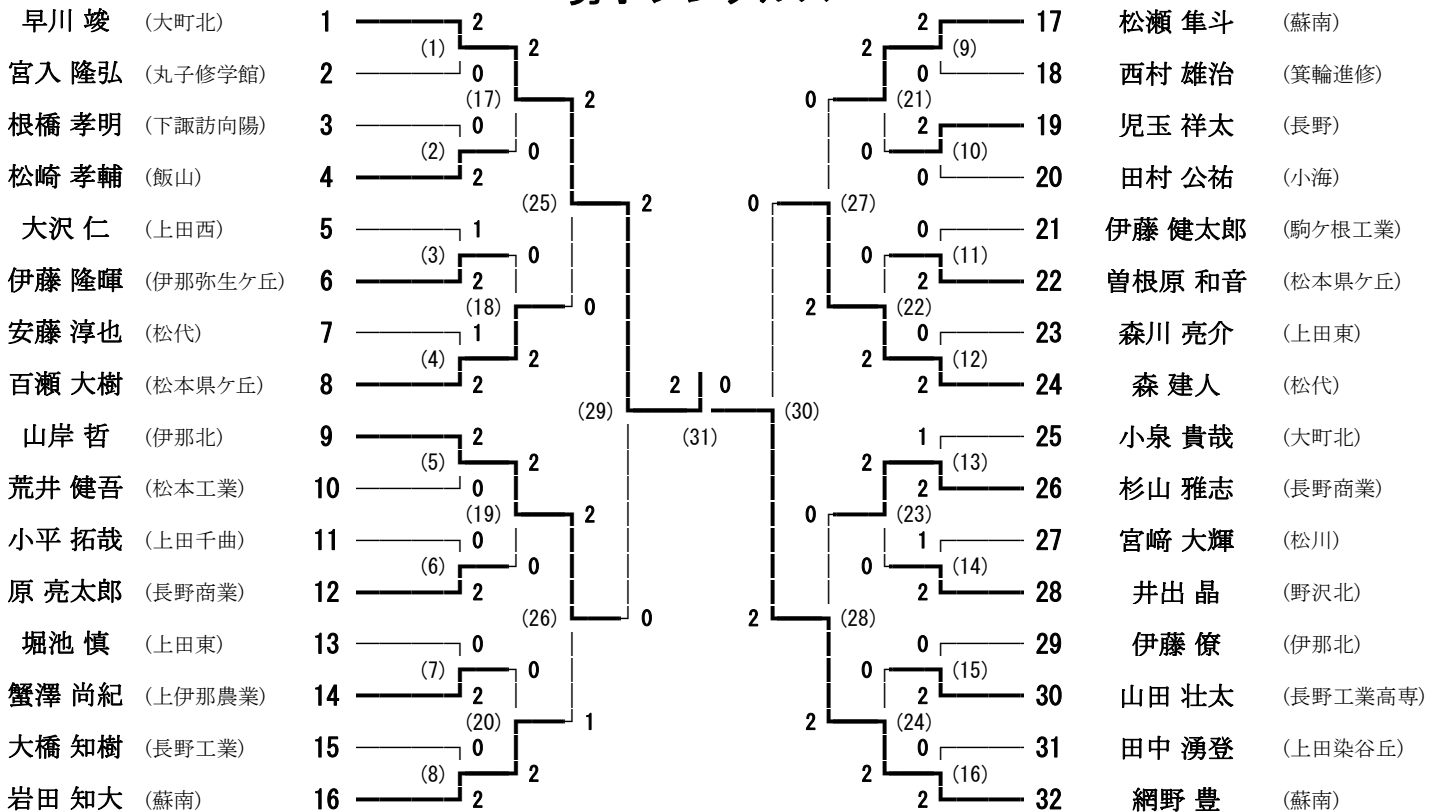 早川 竣 (大町北) 1 2 2 17 松瀬 隼斗 (蘇南)
(1) 2 2 (9)
宮入 隆弘 (丸子修学館) 2 0 0 18 西村 雄治 (箕輪進修)
(17) 2 0 (21)
根橋 孝明 (下諏訪向陽) 3 0 2 19 児玉 祥太 (長野)
(2) 0 0 (10)
松崎 孝輔 (飯山) 4 2 0 20 田村 公祐 (小海)
(25) 2 0 (27)
大沢 仁 (上田西) 5 1 0 21 伊藤 健太郎 (駒ケ根工業)
(3) 0 0 (11)
伊藤 隆暉 (伊那弥生ケ丘) 6 2 2 22 曽根原 和音 (松本県ケ丘)
(18) 0 2 (22)
安藤 淳也 (松代) 7 1 0 23 森川 亮介 (上田東)
(4) 2 2 (12)
百瀬 大樹 (松本県ケ丘) 8 2 2 0 2 24 森 建人 (松代)
(29) (30)
山岸 哲 (伊那北) 9 2 (31) 1 25 小泉 貴哉 (大町北)
(5) 2 2 (13)
荒井 健吾 (松本工業) 10 0 2 26 杉山 雅志 (長野商業)
(19) 2 0 (23)
小平 拓哉 (上田千曲) 11 0 1 27 宮﨑 大輝 (松川)
(6) 0 0 (14)
原 亮太郎 (長野商業) 12 2 2 28 井出 晶 (野沢北)
(26) 0 2 (28)
堀池 慎 (上田東) 13 0 0 29 伊藤 僚 (伊那北)
(7) 0 0 (15)
蟹澤 尚紀 (上伊那農業) 14 2 2 30 山田 壮太 (長野工業高専)
(20) 1 2 (24)
大橋 知樹 (長野工業) 15 0 0 31 田中 湧登 (上田染谷丘)
(8) 2 2 (16)
岩田 知大 (蘇南) 16 2 2 32 網野 豊 (蘇南)